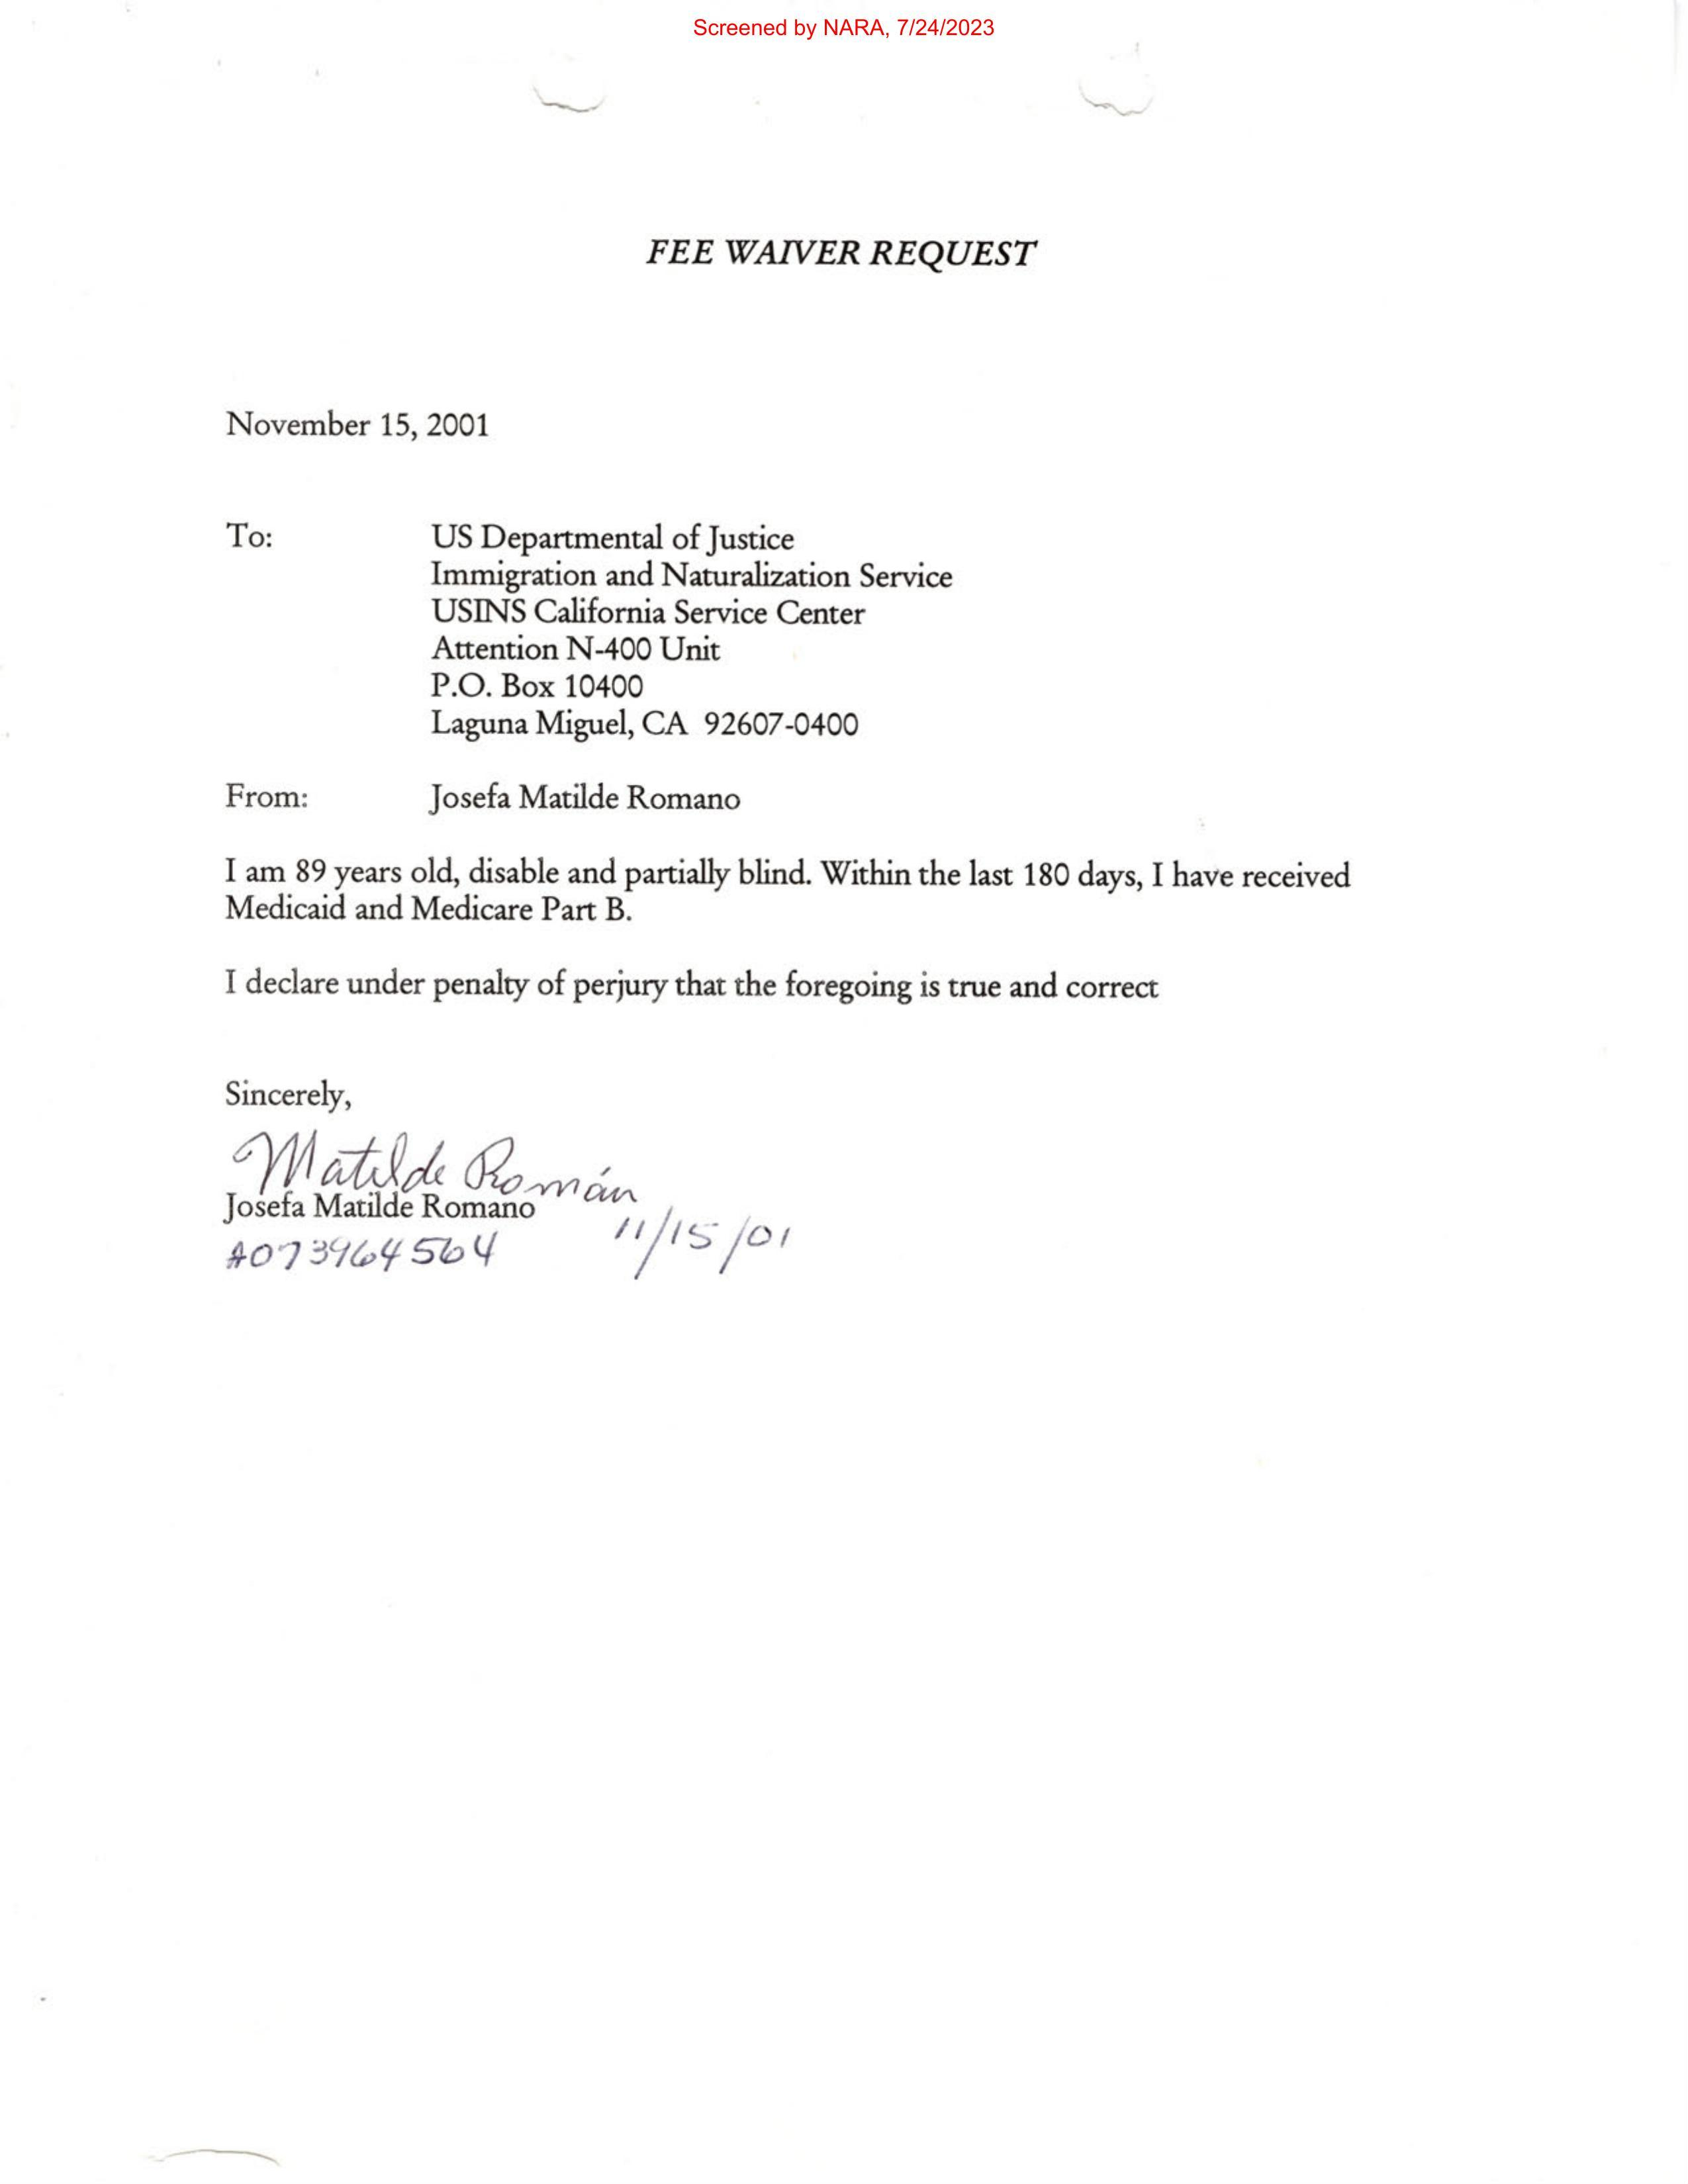 Screened by NARA, 7/24/2023
FEE WAIVER REQUEST
November 15, 2001
To: US Departmental of Justice
Immigration and Naturalization Service
USINS California Service Center
Attention N-400 Unit
P.O. Box 10400
Laguna Miguel, CA 92607-0400
From: Josefa Matilde Romano
I am 89 years old, disable and partially blind. Within the last 180 days, I have received
Medicaid and Medicare Part B.
I declare under penalty of perjury that the foregoing is true and correct
Sincerely,
Matilde Román
Josefa Matilde Romano
11/15/01
A073964564